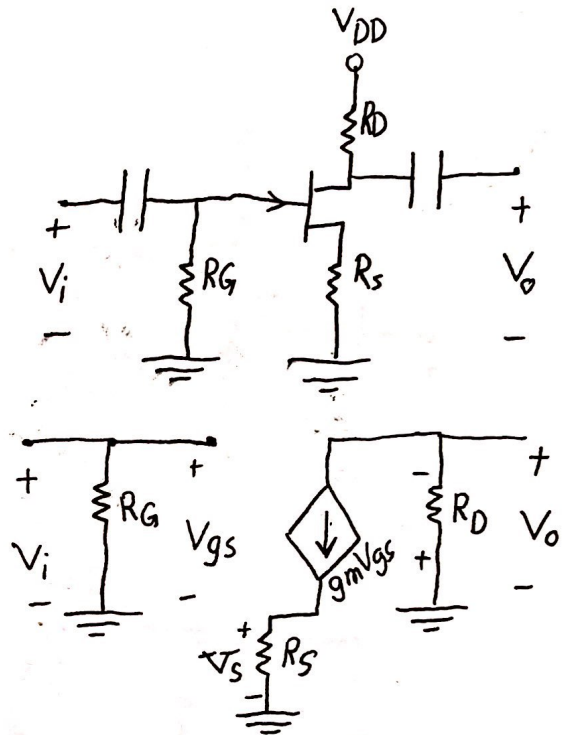 VDD
RD
+
Vi
-
RG
Rs
+
Vo
-
+
Vi
-
RG
+
Vgs
-
gmVgs
-
RD
+
+
Vo
-
+
Vs
-
RS